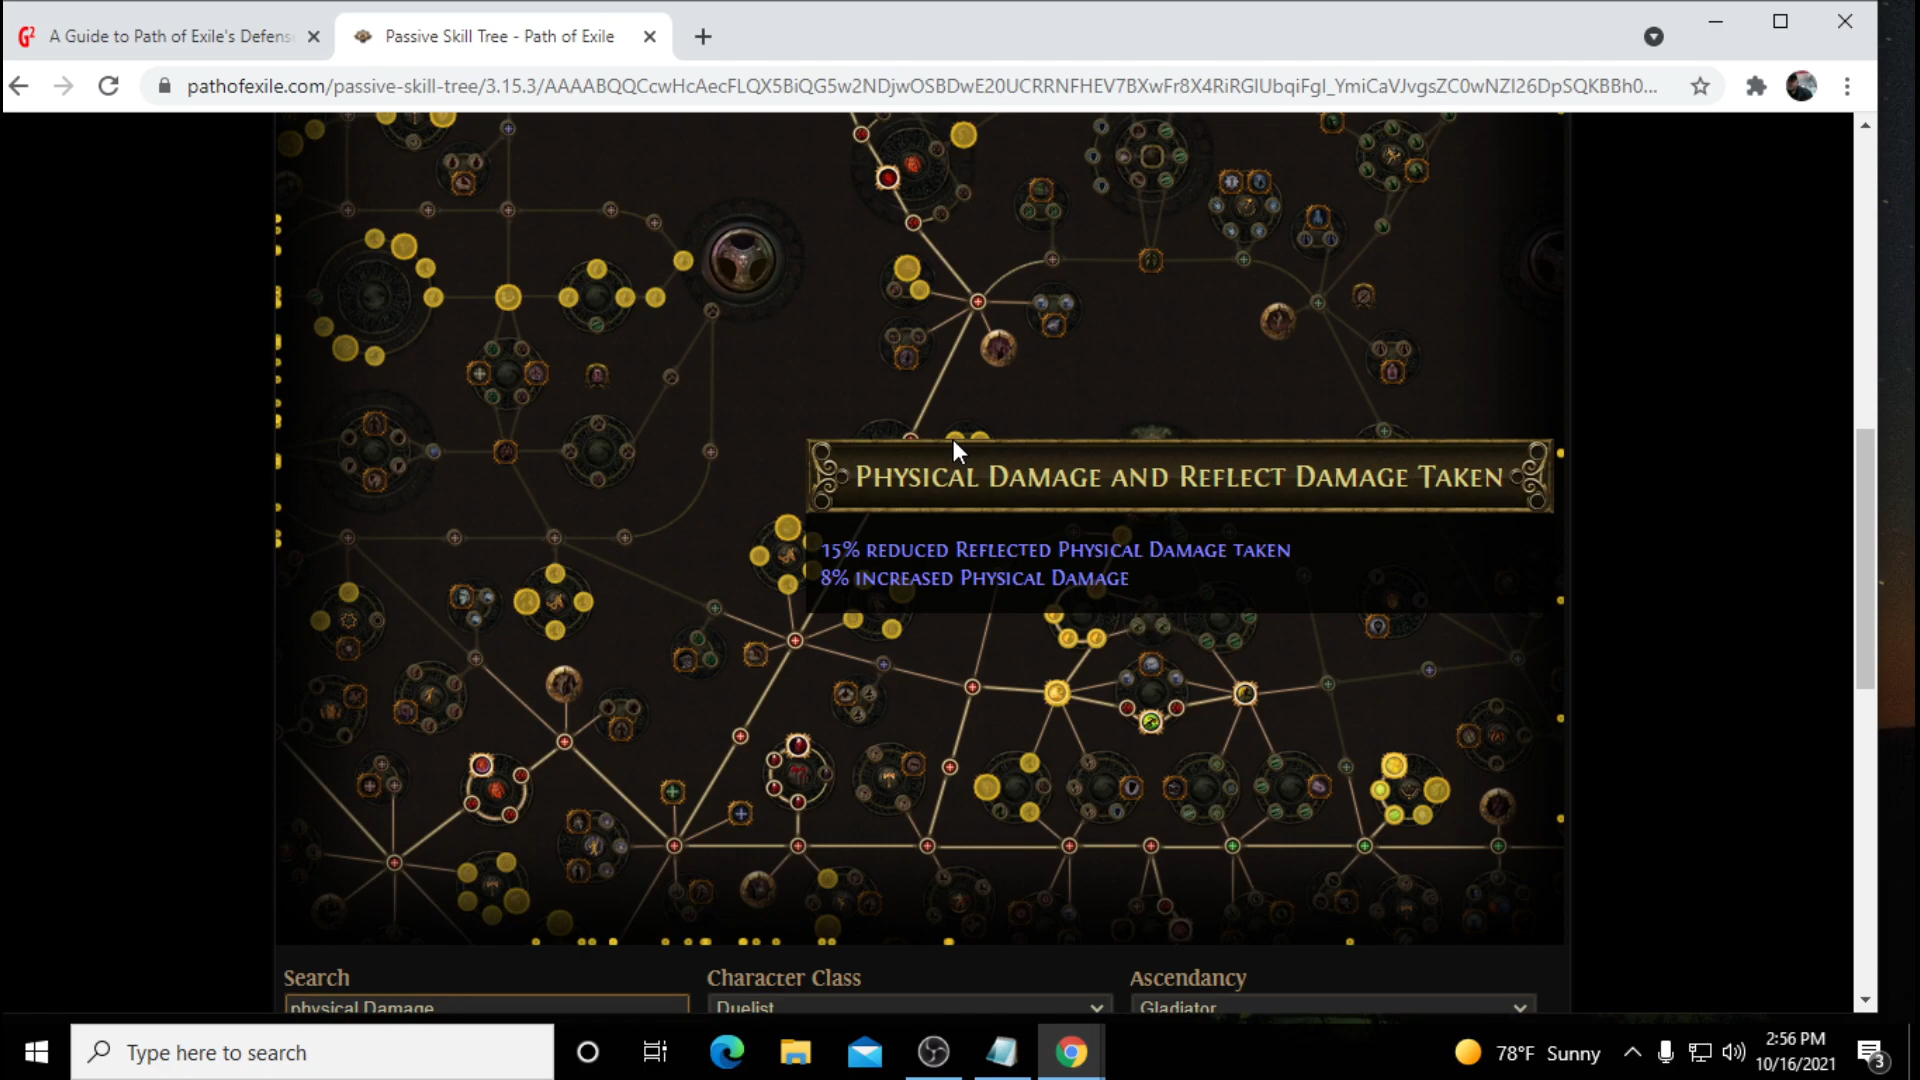 A Guide to Path of Exile's Defens
Passive Skill Tree - Path of Exile
pathofexile.com/passive-skill-tree/3.15.3/AAAABQQCcwHcAecFLQX5BiQG5w2NDjwOSBDwE20UCRRNFHEV7BXwFr8X4RiRGIUbqiFgI_YmiCaVJvgsZC0wNZI26DpSQKBBh0...
Physical Damage and Reflect Damage Taken
15% reduced Reflected Physical Damage taken
8% increased Physical Damage
Search
Character Class
Ascendancy
physical Damage
Duelist
Gladiator
Type here to search
78°F Sunny
2:56 PM
10/16/2021
3